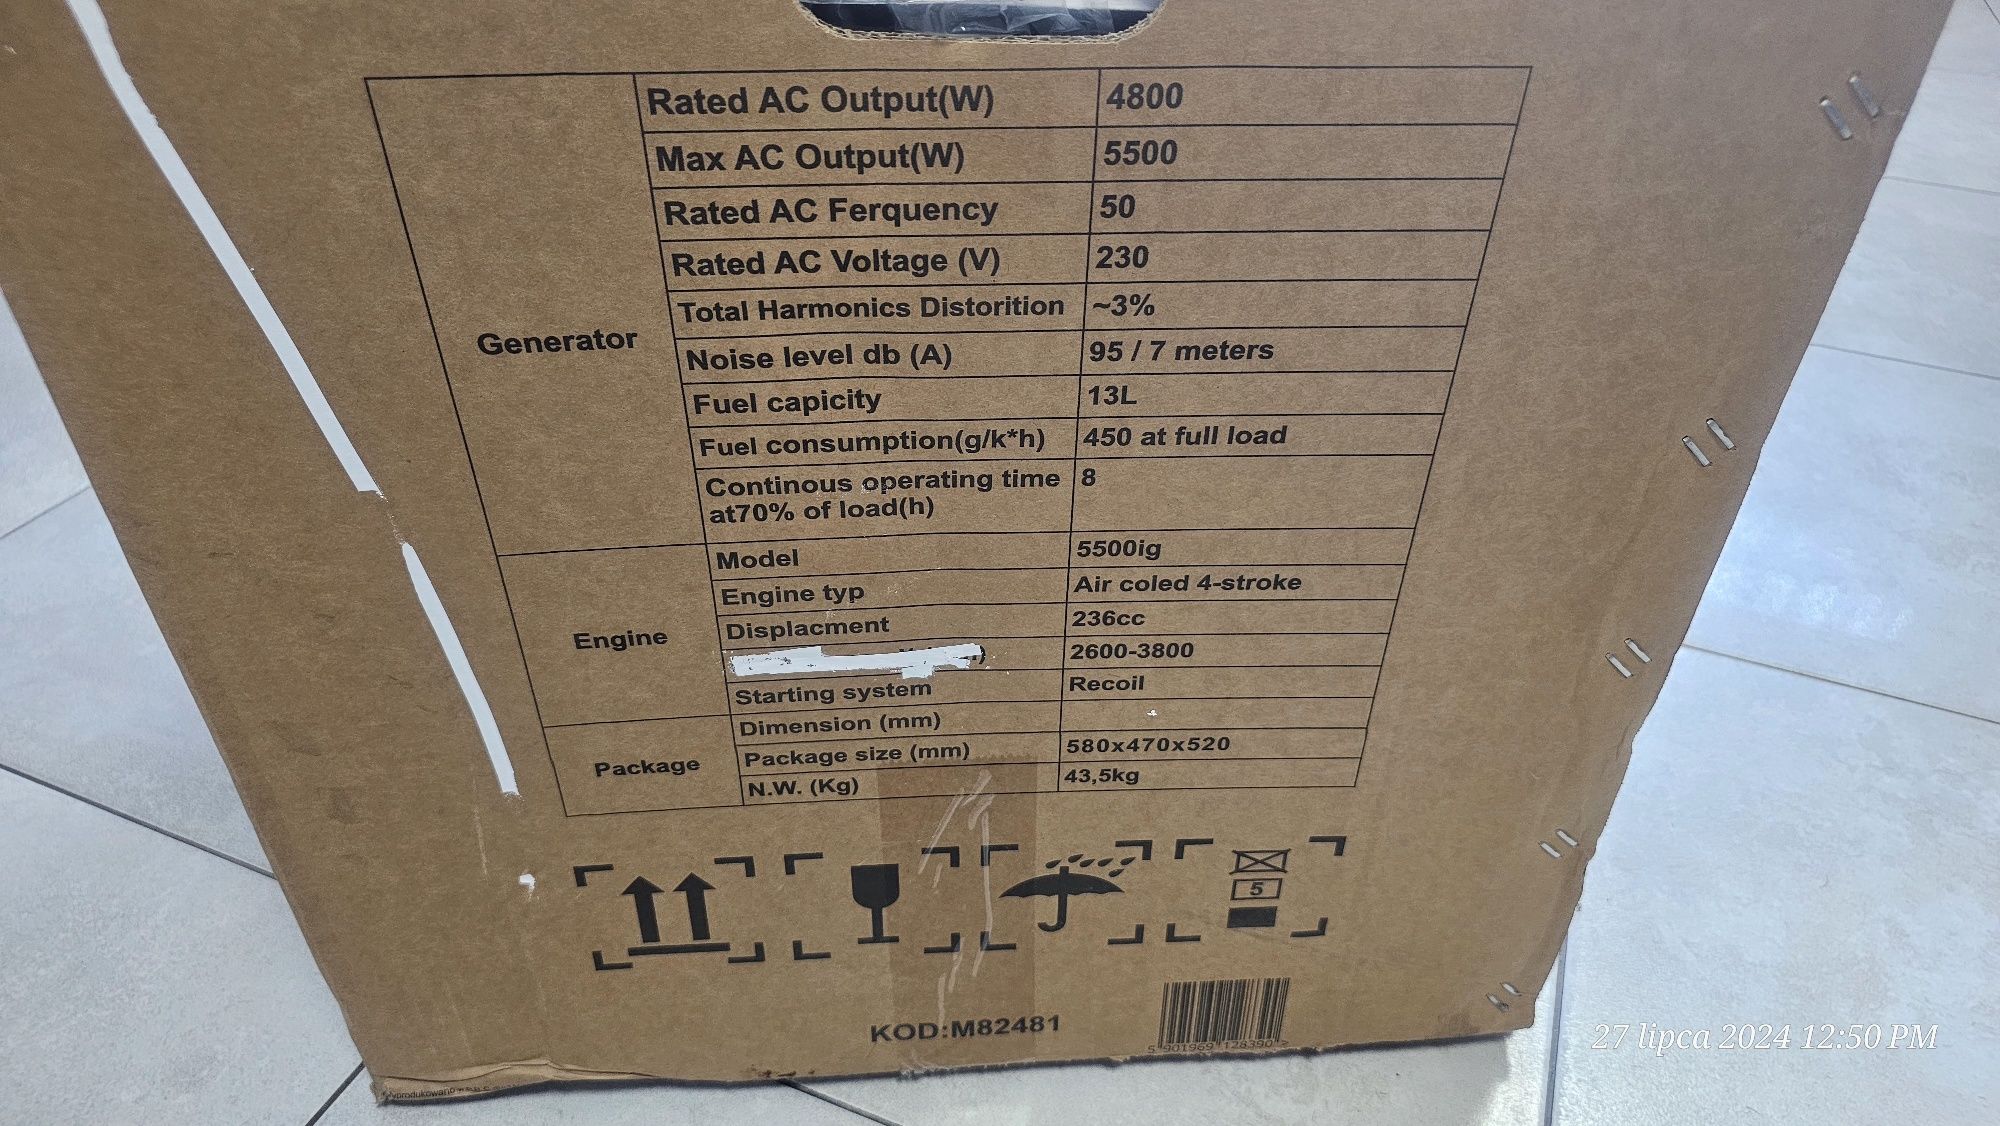 Generator
Rated AC Output(W) 4800
Max AC Output(W) 5500
Rated AC Ferquency 50
Rated AC Voltage (V) 230
Total Harmonics Distorition ~3%
Noise level db (A) 95 / 7 meters
Fuel capicity 13L
Fuel consumption(g/k*h) 450 at full load
Continous operating time 8
at70% of load(h)
Engine
Model 5500ig
Engine typ Air coled 4-stroke
Displacment 236cc
2600-3800
Starting system Recoil
Package
Dimension (mm)
Package size (mm) 580x470x520
N.W. (Kg) 43,5kg
5
KOD:M82481
5 901969 128390 >
27 lipca 2024 12:50 PM